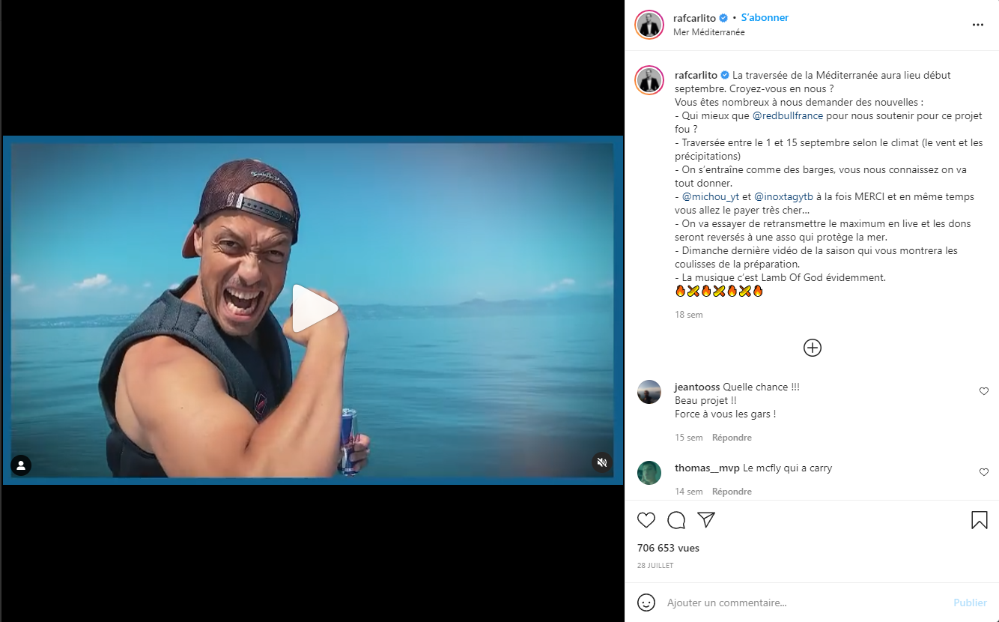 rafcarlito • S'abonner
Mer Méditerranée
rafcarlito La traversée de la Méditerranée aura lieu début
septembre. Croyez-vous en nous ?
Vous êtes nombreux à nous demander des nouvelles :
- Qui mieux que @redbullfrance pour nous soutenir pour ce projet
fou ?
- Traversée entre le 1 et 15 septembre selon le climat (le vent et les
précipitations)
- On s'entraîne comme des barges, vous nous connaissez on va
tout donner.
- @michou_yt et @inoxtagytb à la fois MERCI et en même temps
vous allez le payer très cher...
- On va essayer de retransmettre le maximum en live et les dons
seront reversés à une asso qui protège la mer.
- Dimanche dernière vidéo de la saison qui vous montrera les
coulisses de la préparation.
- La musique c'est Lamb Of God évidemment.
🔥⚔️🔥⚔️🔥⚔️🔥
18 sem
jeantooss Quelle chance !!!
Beau projet !!
Force à vous les gars !
15 sem Répondre
thomas__mvp Le mcfly qui a carry
14 sem Répondre
706 653 vues
28 JUILLET
Ajouter un commentaire... Publier